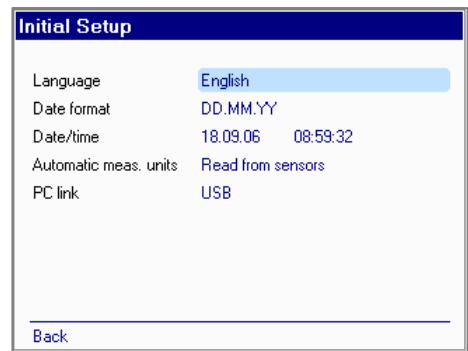 Initial Setup
Language English
Date format DD.MM.YY
Date/time 18.09.06 08:59:32
Automatic meas. units Read from sensors
PC link USB
Back